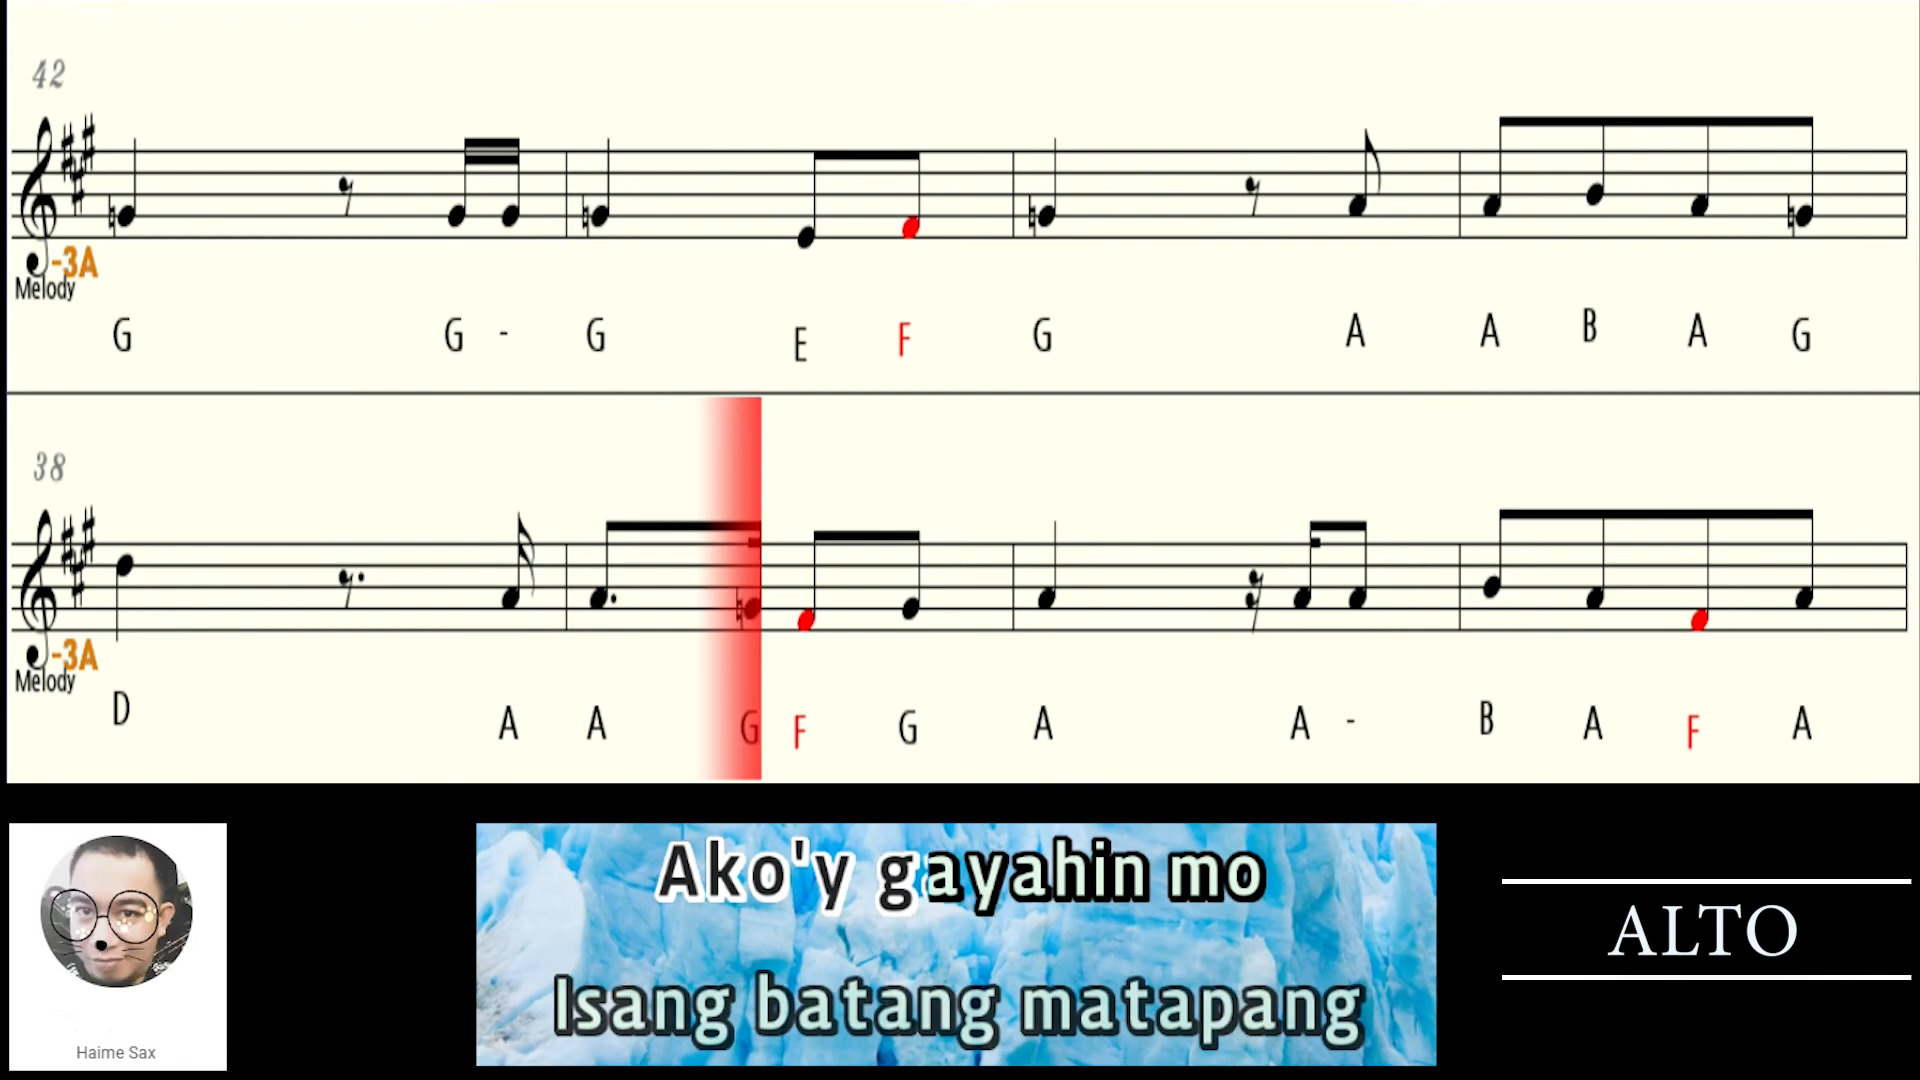 42
-3A
Melody
G G - G E F G A A B A G
38
-3A
Melody
D A A G F G A A - B A F A
Ako'y gayahin mo
Isang batang matapang
Haime Sax
ALTO